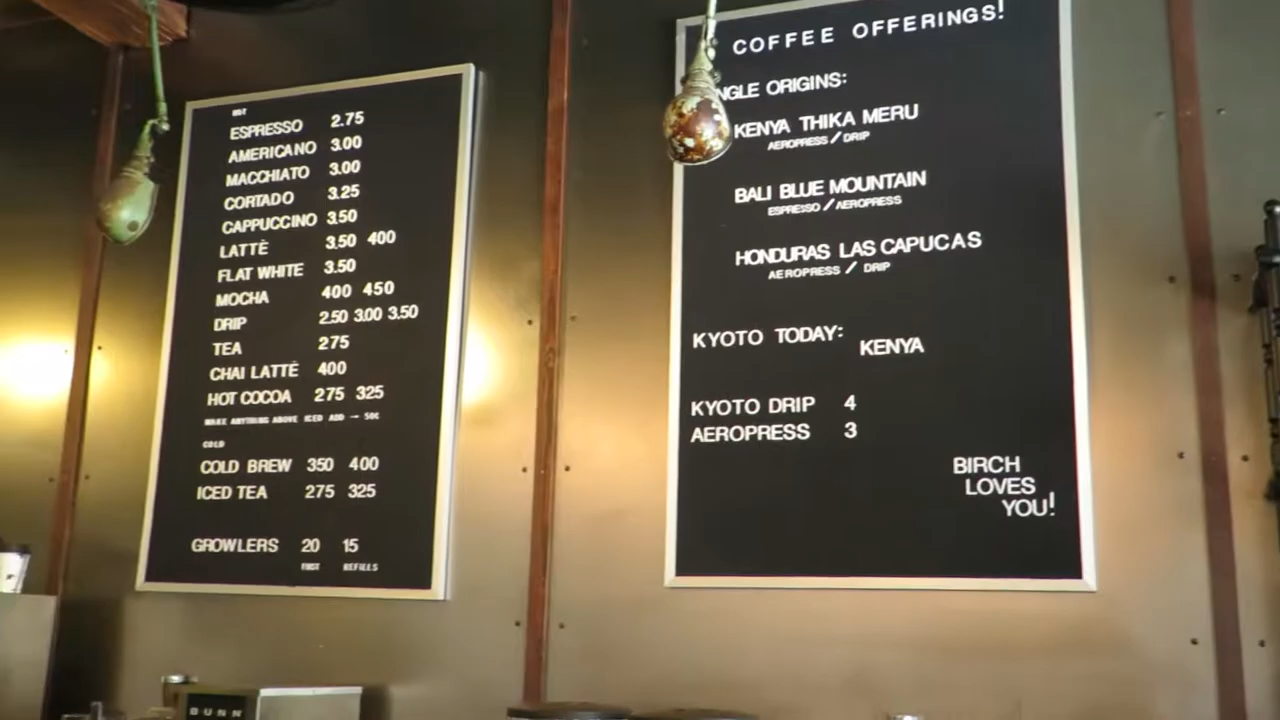 HOT
ESPRESSO 2.75
AMERICANO 3.00
MACCHIATO 3.00
CORTADO 3.25
CAPPUCCINO 3.50
LATTÈ 3.50 400
FLAT WHITE 3.50
MOCHA 400 450
DRIP 2.50 3.00 3.50
TEA 275
CHAI LATTÈ 400
HOT COCOA 275 325
MAKE ANYTHING ABOVE ICED ADD — 50¢
COLD
COLD BREW 350 400
ICED TEA 275 325
GROWLERS 20 15
FIRST REFILLS
COFFEE OFFERINGS!
NGLE ORIGINS:
KENYA THIKA MERU
AEROPRESS / DRIP
BALI BLUE MOUNTAIN
ESPRESSO / AEROPRESS
HONDURAS LAS CAPUCAS
AEROPRESS / DRIP
KYOTO TODAY:
KENYA
KYOTO DRIP 4
AEROPRESS 3
BIRCH
LOVES
YOU!
BUNN